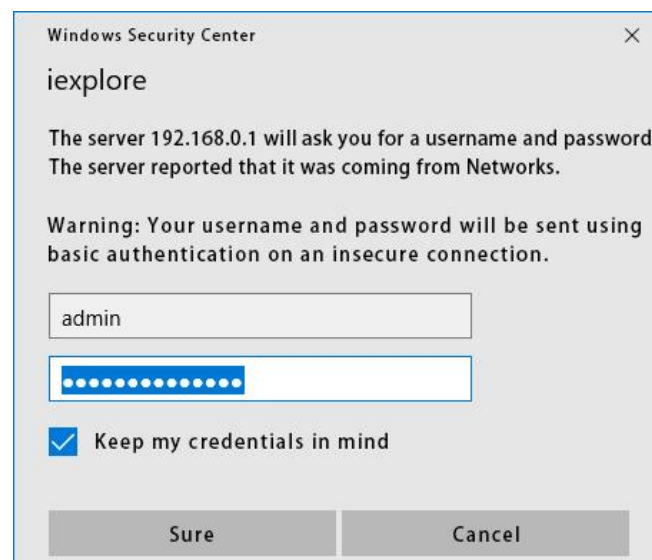 Windows Security Center
iexplore
The server 192.168.0.1 will ask you for a username and password
The server reported that it was coming from Networks.
Warning: Your username and password will be sent using
basic authentication on an insecure connection.
admin
●●●●●●●●●●●●●●
Keep my credentials in mind
Sure
Cancel